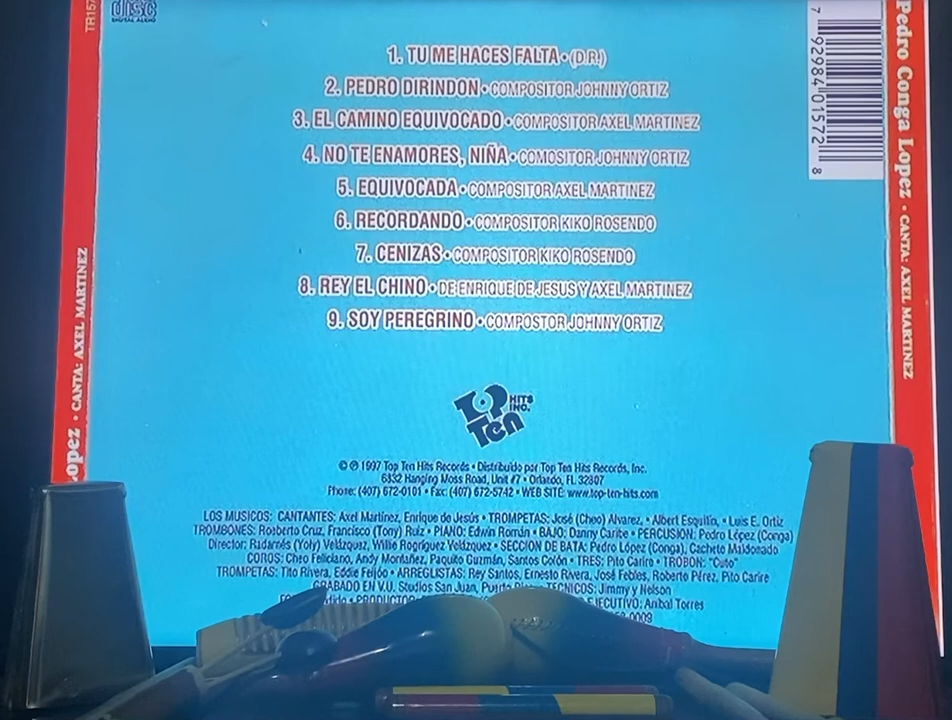 disc
DIGITAL AUDIO
TR157
1. TU ME HACES FALTA • (D.R.)
2. PEDRO DIRINDON • COMPOSITOR JOHNNY ORTIZ
3. EL CAMINO EQUIVOCADO • COMPOSITOR AXEL MARTINEZ
4. NO TE ENAMORES, NIÑA • COMOSITOR JOHNNY ORTIZ
5. EQUIVOCADA • COMPOSITOR AXEL MARTINEZ
6. RECORDANDO • COMPOSITOR KIKO ROSENDO
7. CENIZAS • COMPOSITOR KIKO ROSENDO
8. REY EL CHINO • DE ENRIQUE DE JESUS Y AXEL MARTINEZ
9. SOY PEREGRINO • COMPOSTOR JOHNNY ORTIZ
7 92984 01572 8
Pedro Conga Lopez • CANTA: AXEL MARTINEZ
Lopez • CANTA: AXEL MARTINEZ
TOP HITS
Ten INC.
© ℗ 1997 Top Ten Hits Records • Distribuido por Top Ten Hits Records, Inc.
6332 Hanging Moss Road, Unit #7 • Orlando, FL 32807
Phone: (407) 672-0101 • Fax: (407) 672-5742 • WEB SITE: www.top-ten-hits.com
LOS MUSICOS: CANTANTES: Axel Martínez, Enrique de Jesús • TROMPETAS: José (Cheo) Alvarez, • Albert Esquilín, • Luis E. Ortiz
TROMBONES: Rooberto Cruz, Francisco (Tony) Ruiz • PIANO: Edwin Román • BAJO: Danny Caribe • PERCUSION: Pedro López (Conga)
Director: Radamés (Yoly) Velázquez, Willie Rogríguez Velázquez • SECCION DE BATA: Pedro López (Conga), Cachete Maldonado
COROS: Cheo Feliciano, Andy Montañez, Paquito Guzmán, Santos Colón • TRES: Pito Cariro • TROBON: "Cuto"
TROMPETAS: Tito Rivera, Eddie Feijóo • ARREGLISTAS: Rey Santos, Ernesto Rivera, José Febles, Roberto Pérez, Pito Carire
GRABADO EN V.U. Studios San Juan, Puerto TECNICOS: Jimmy y Nelson
PRODUCTOR EJECUTIVO: Anibal Torres